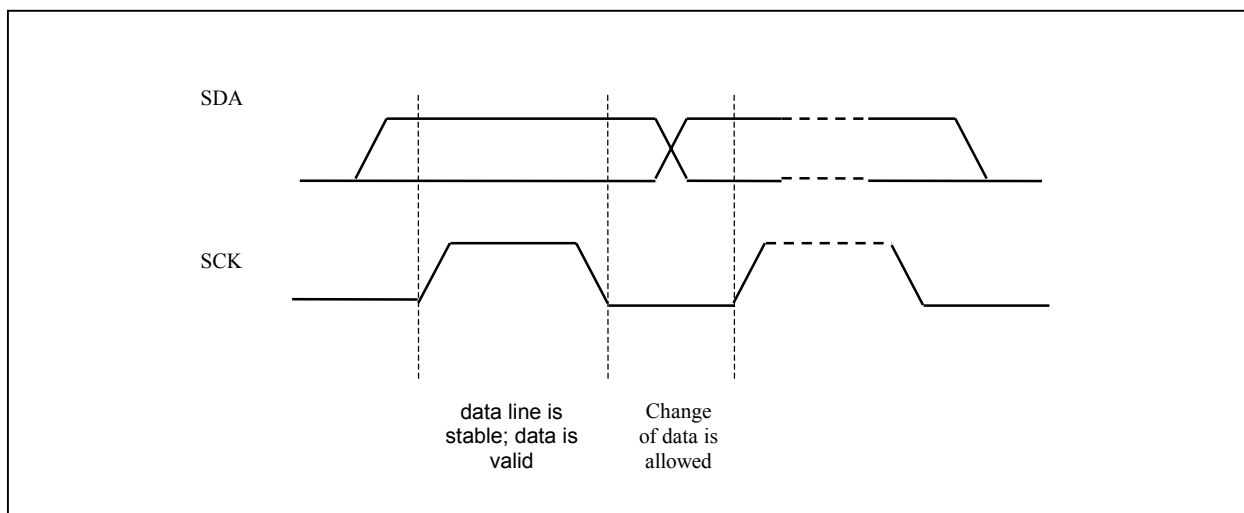 SDA
SCK
data line is
stable; data is
valid
Change
of data is
allowed